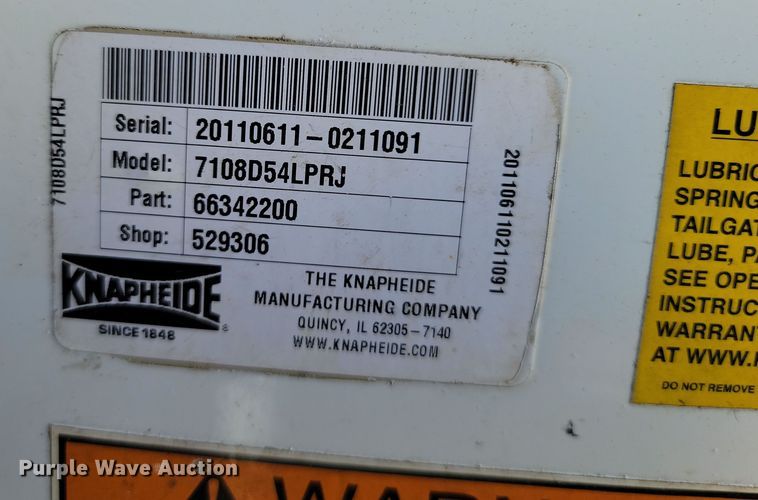 7108D54LPRJ
Serial: 20110611-0211091
Model: 7108D54LPRJ
Part: 66342200
Shop: 529306
201106110211091
KNAPHEIDE
SINCE 1848
THE KNAPHEIDE
MANUFACTURING COMPANY
QUINCY, IL 62305-7140
WWW.KNAPHEIDE.COM
LU
LUBRIC
SPRING
TAILGAT
LUBE, PA
SEE OPE
INSTRUC
WARRANT
AT WWW.
DO NOT REMOVE
WARN
Purple Wave Auction